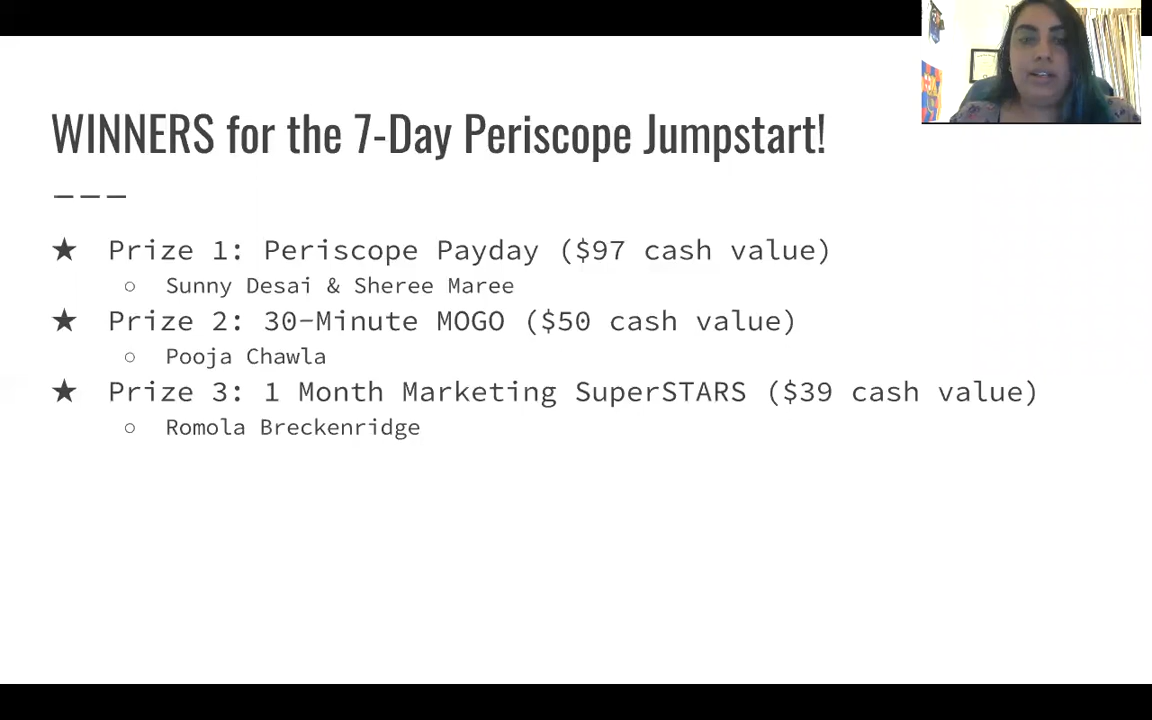 WINNERS for the 7-Day Periscope Jumpstart!
★ Prize 1: Periscope Payday ($97 cash value)
○ Sunny Desai & Sheree Maree
★ Prize 2: 30-Minute MOGO ($50 cash value)
○ Pooja Chawla
★ Prize 3: 1 Month Marketing SuperSTARS ($39 cash value)
○ Romola Breckenridge